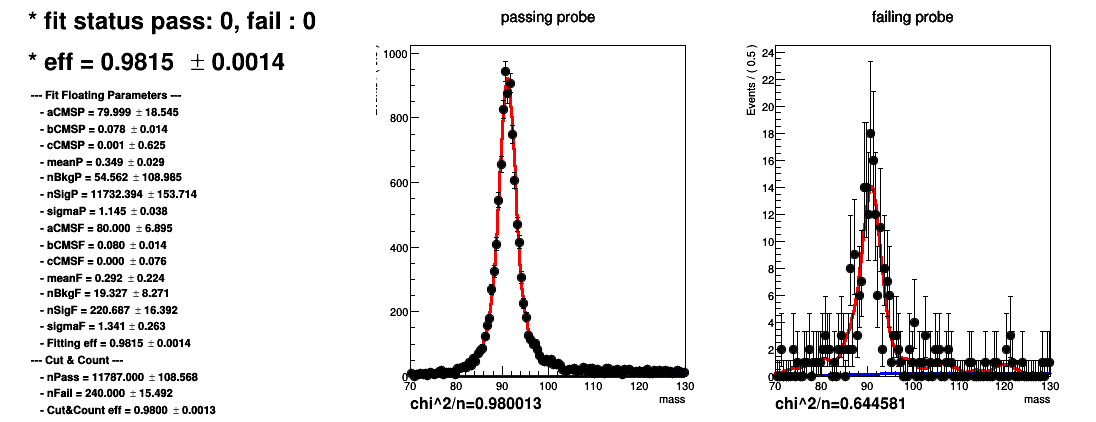 * fit status pass: 0, fail : 0
* eff = 0.9815 ± 0.0014
--- Fit Floating Parameters ---
- aCMSP = 79.999 ± 18.545
- bCMSP = 0.078 ± 0.014
- cCMSP = 0.001 ± 0.625
- meanP = 0.349 ± 0.029
- nBkgP = 54.562 ± 108.985
- nSigP = 11732.394 ± 153.714
- sigmaP = 1.145 ± 0.038
- aCMSF = 80.000 ± 6.895
- bCMSF = 0.080 ± 0.014
- cCMSF = 0.000 ± 0.076
- meanF = 0.292 ± 0.224
- nBkgF = 19.327 ± 8.271
- nSigF = 220.687 ± 16.392
- sigmaF = 1.341 ± 0.263
- Fitting eff = 0.9815 ± 0.0014
--- Cut & Count ---
- nPass = 11787.000 ± 108.568
- nFail = 240.000 ± 15.492
- Cut&Count eff = 0.9800 ± 0.0013
passing probe
1000
800
600
400
200
0
70 80 90 100 110 120 130
mass
chi^2/n=0.980013
failing probe
Events / ( 0.5 )
24
22
20
18
16
14
12
10
8
6
4
2
0
70 80 90 100 110 120 130
mass
chi^2/n=0.644581